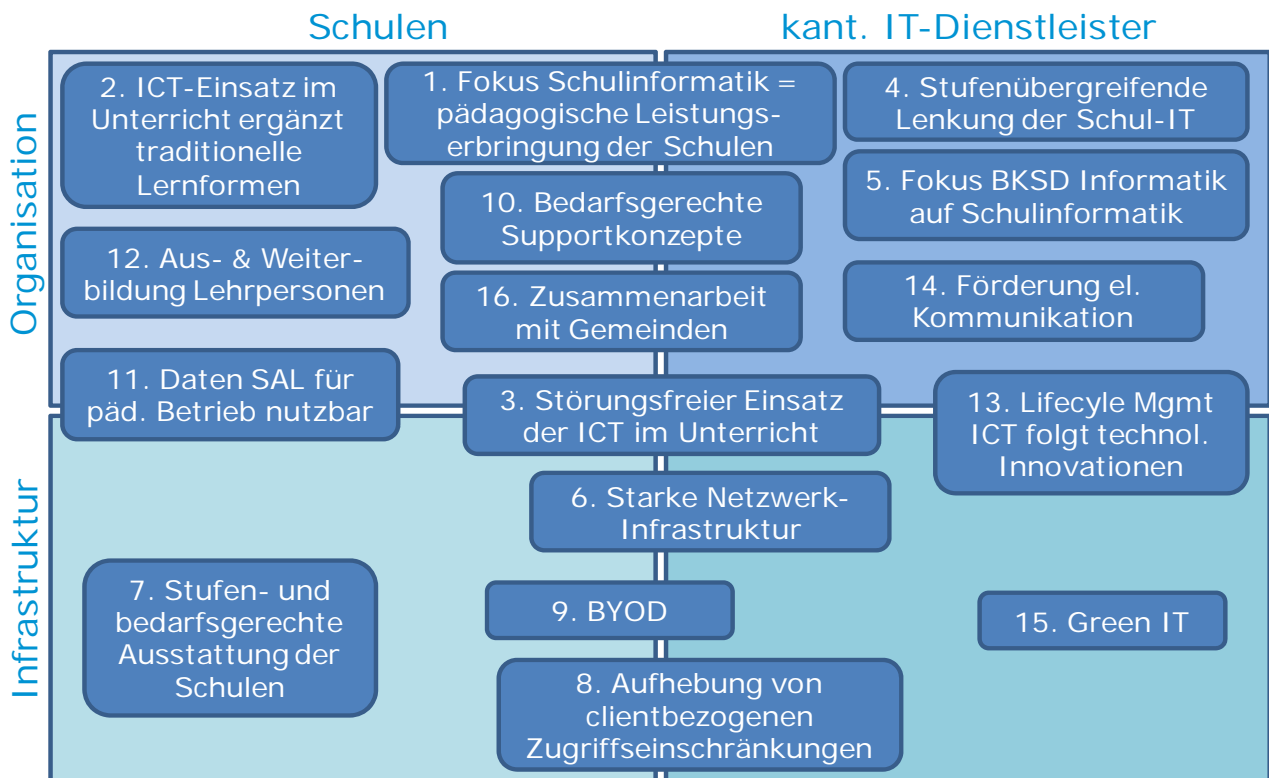 Schulen
kant. IT-Dienstleister
Organisation
2. ICT-Einsatz im
Unterricht ergänzt
traditionelle
Lernformen
1. Fokus Schulinformatik =
pädagogische Leistungs-
erbringung der Schulen
4. Stufenübergreifende
Lenkung der Schul-IT
5. Fokus BKSD Informatik
auf Schulinformatik
10. Bedarfsgerechte
Supportkonzepte
12. Aus- & Weiter-
bildung Lehrpersonen
16. Zusammenarbeit
mit Gemeinden
14. Förderung el.
Kommunikation
11. Daten SAL für
päd. Betrieb nutzbar
3. Störungsfreier Einsatz
der ICT im Unterricht
13. Lifecyle Mgmt
ICT folgt technol.
Innovationen
Infrastruktur
6. Starke Netzwerk-
Infrastruktur
7. Stufen- und
bedarfsgerechte
Ausstattung der
Schulen
9. BYOD
15. Green IT
8. Aufhebung von
clientbezogenen
Zugriffseinschränkungen